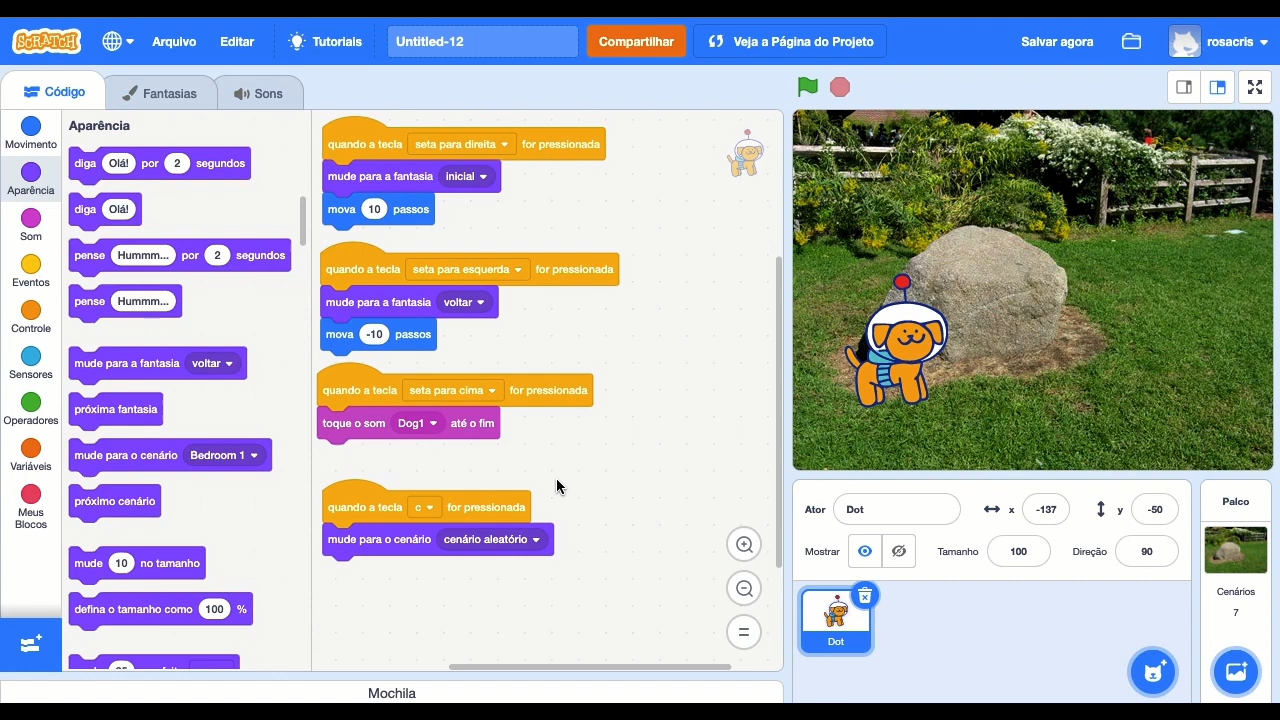 SCRATCH Arquivo Editar Tutoriais Untitled-12 Compartilhar Veja a Página do Projeto Salvar agora rosacris
Código Fantasias Sons
Movimento
Aparência
Som
Eventos
Controle
Sensores
Operadores
Variáveis
Meus
Blocos
Aparência
diga Olá! por 2 segundos
diga Olá!
pense Hummm... por 2 segundos
pense Hummm...
mude para a fantasia voltar
próxima fantasia
mude para o cenário Bedroom 1
próximo cenário
mude 10 no tamanho
defina o tamanho como 100 %
quando a tecla seta para direita for pressionada
mude para a fantasia inicial
mova 10 passos
quando a tecla seta para esquerda for pressionada
mude para a fantasia voltar
mova -10 passos
quando a tecla seta para cima for pressionada
toque o som Dog1 até o fim
quando a tecla c for pressionada
mude para o cenário cenário aleatório
Mochila
Ator Dot x -137 y -50
Mostrar Tamanho 100 Direção 90
Dot
Palco
Cenários
7